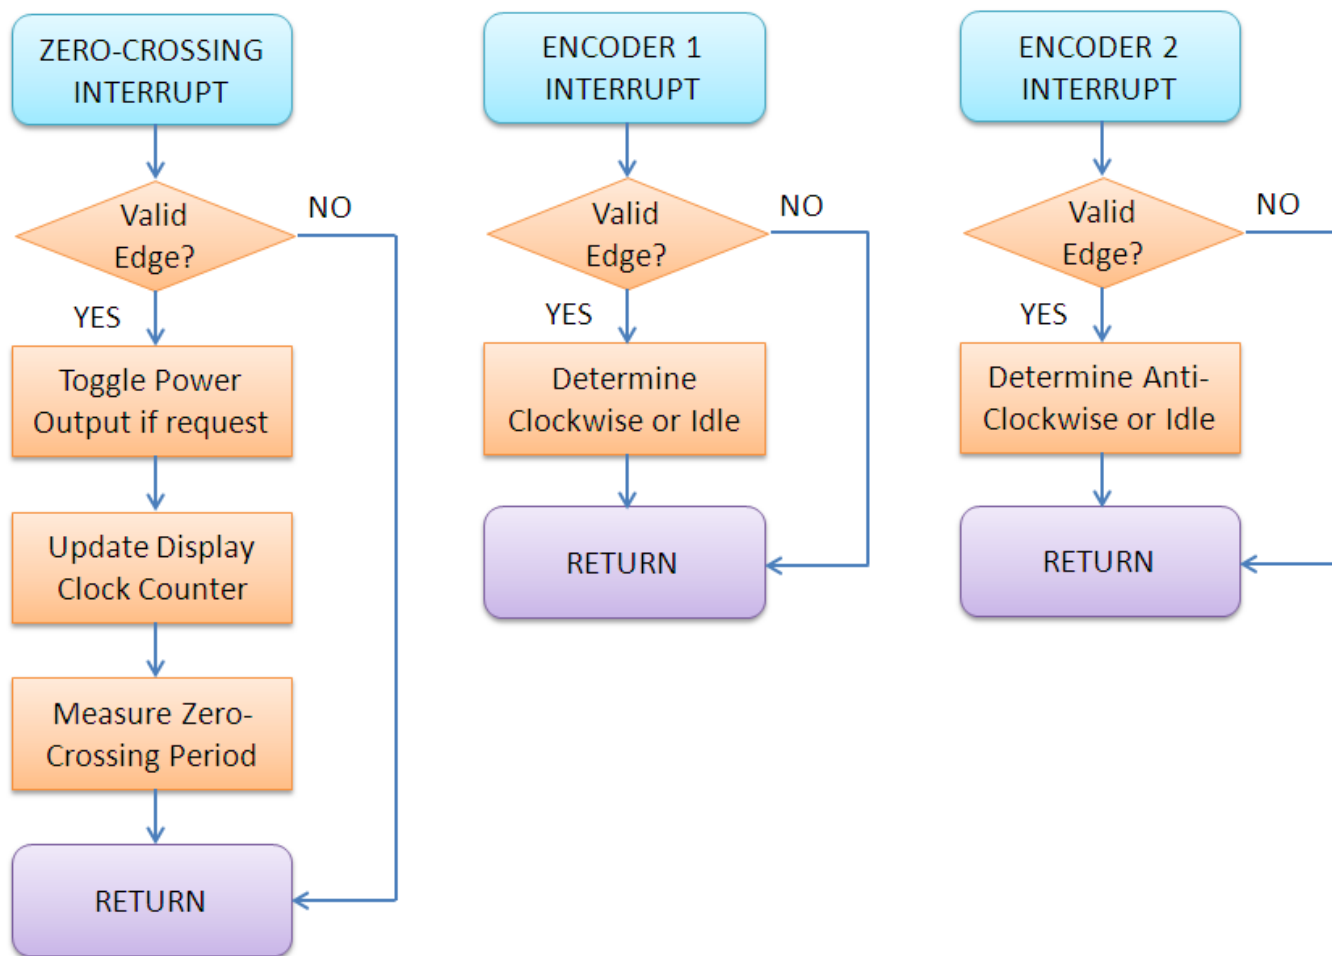 ZERO-CROSSING
INTERRUPT
Valid
Edge?
NO
YES
Toggle Power
Output if request
Update Display
Clock Counter
Measure Zero-
Crossing Period
RETURN
ENCODER 1
INTERRUPT
Valid
Edge?
NO
YES
Determine
Clockwise or Idle
RETURN
ENCODER 2
INTERRUPT
Valid
Edge?
NO
YES
Determine Anti-
Clockwise or Idle
RETURN